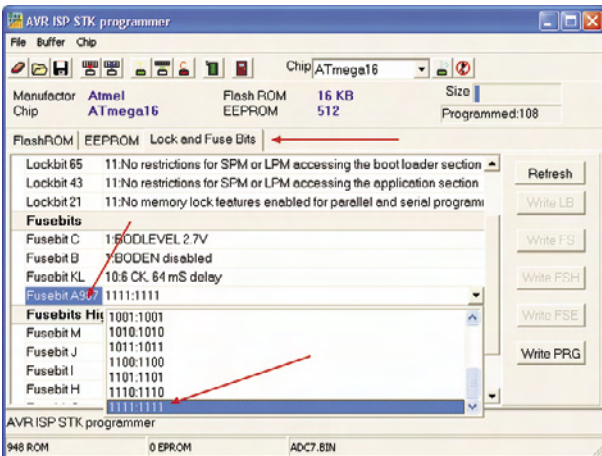 AVR ISP STK programmer
File Buffer Chip
Chip ATmega16
Manufactor Atmel Flash ROM 16 KB Size
Chip ATmega16 EEPROM 512 Programmed:108
FlashROM EEPROM Lock and Fuse Bits
Lockbit 65 11:No restrictions for SPM or LPM accessing the boot loader section
Lockbit 43 11:No restrictions for SPM or LPM accessing the application section
Lockbit 21 11:No memory lock features enabled for parallel and serial programi
Fusebits
Fusebit C 1:BODLEVEL 2.7V
Fusebit B 1:BODEN disabled
Fusebit KL 10:6 CK, 64 mS delay
Fusebit A987 1111:1111
Fusebits Hig
1001:1001
Fusebit M 1010:1010
1011:1011
Fusebit J 1100:1100
Fusebit I 1101:1101
Fusebit H 1110:1110
1111:1111
Refresh
Write LB
Write FS
Write FSH
Write FSE
Write PRG
AVR ISP STK programmer
948 ROM 0 EPROM ADC7.BIN